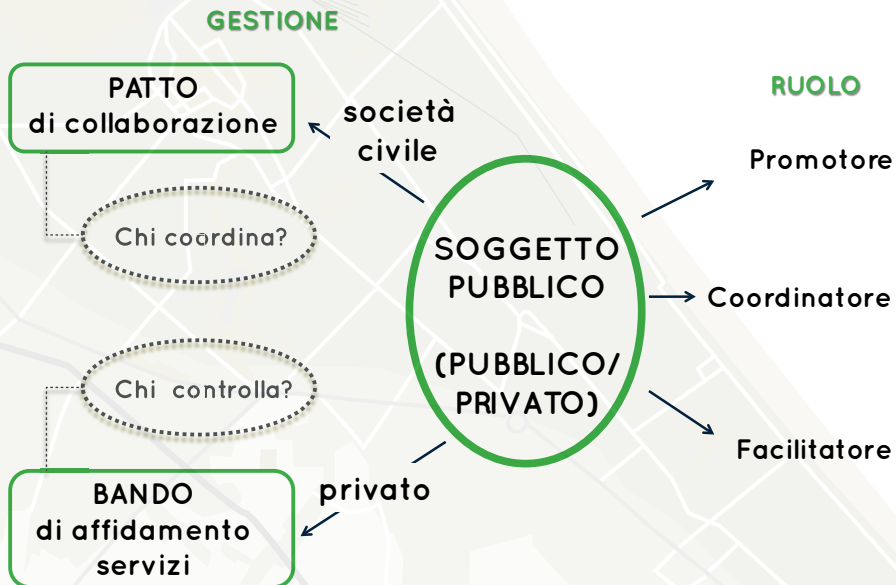 GESTIONE
PATTO
di collaborazione
società
civile
Chi coordina?
Chi controlla?
BANDO
di affidamento
servizi
privato
SOGGETTO
PUBBLICO
(PUBBLICO/
PRIVATO)
RUOLO
Promotore
Coordinatore
Facilitatore